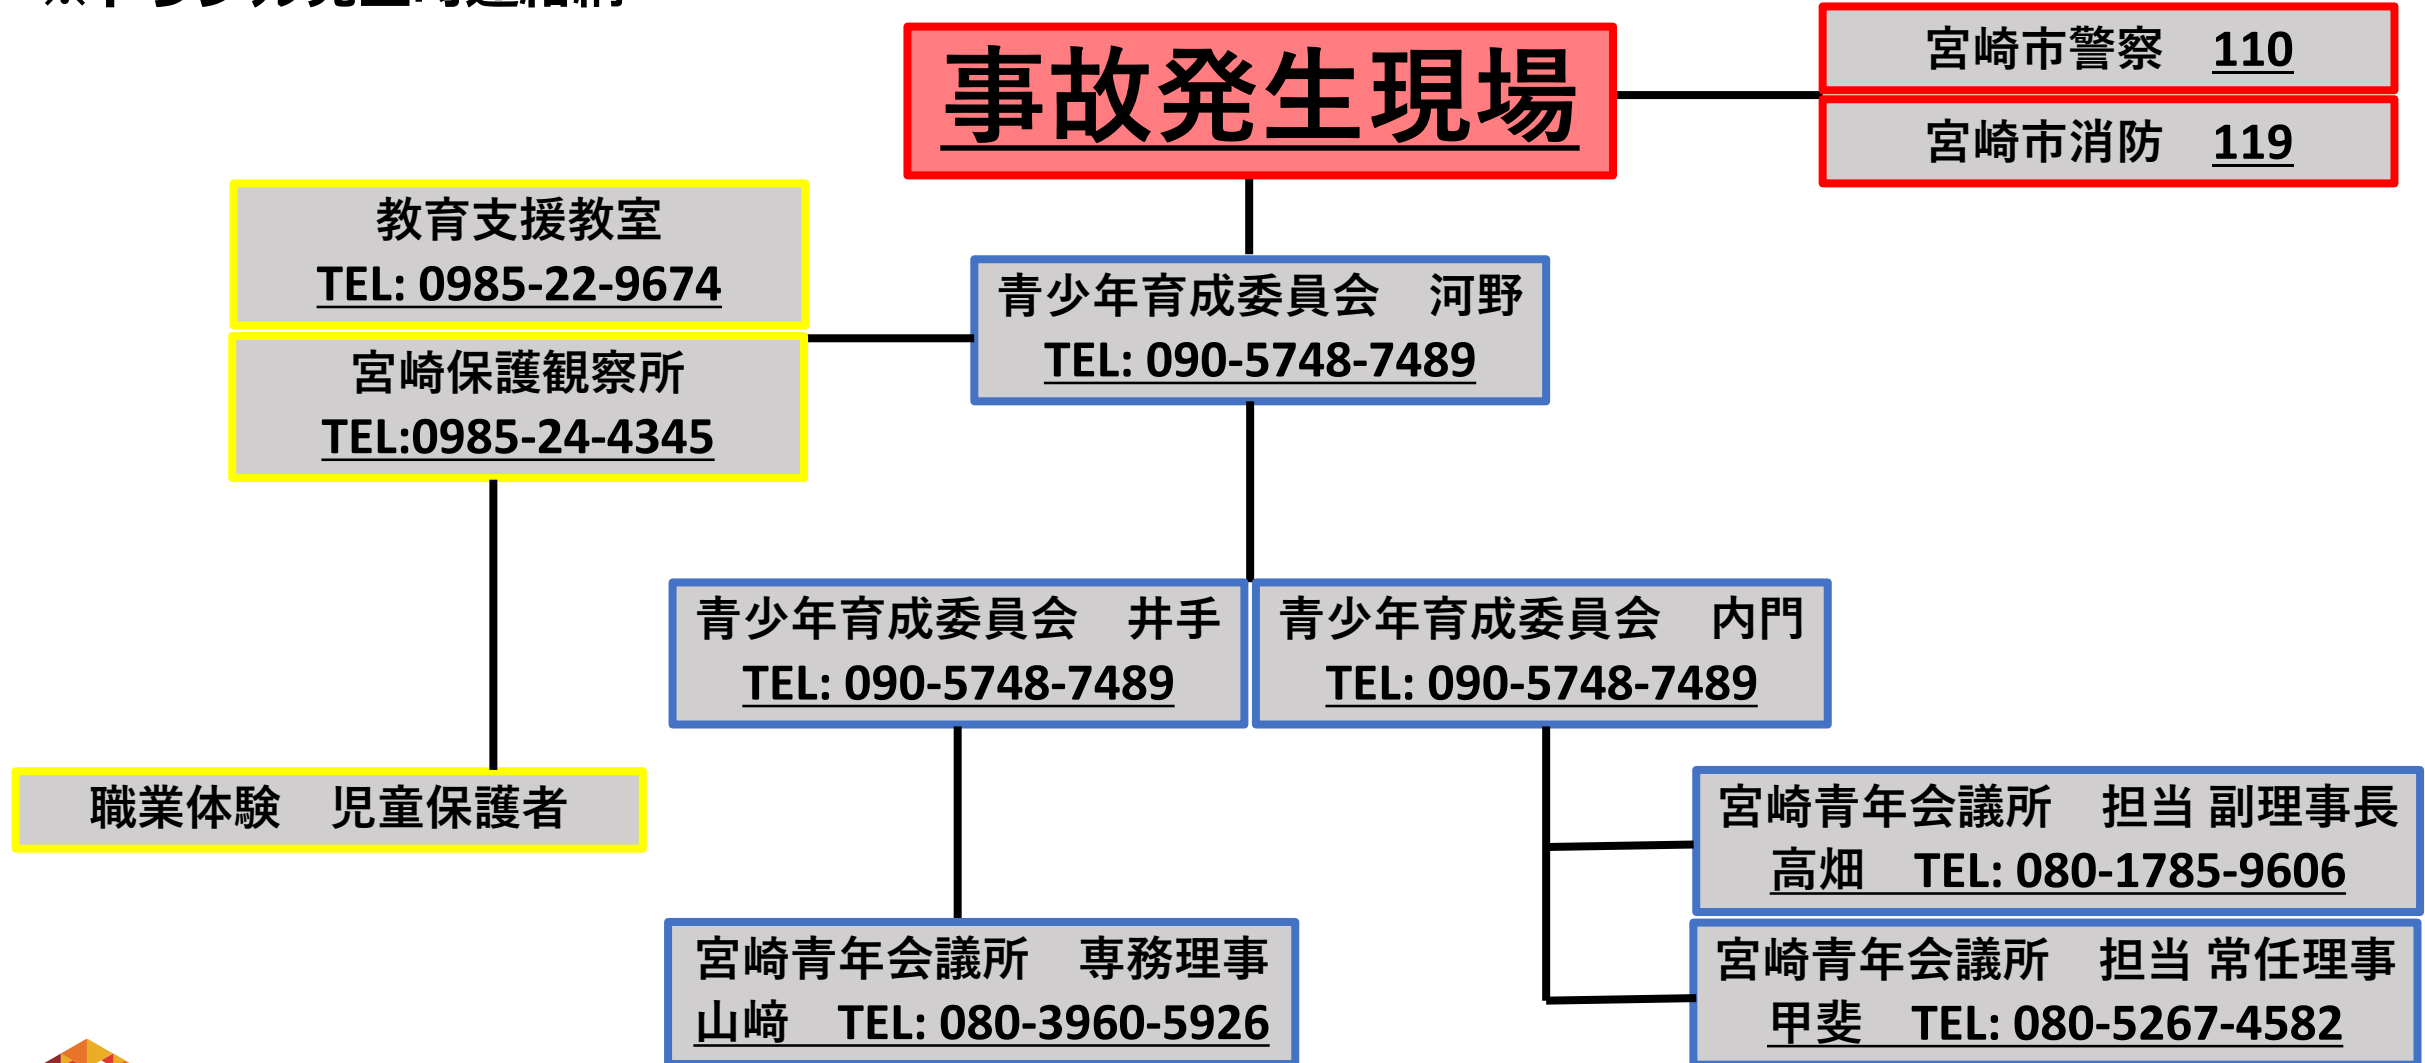 事故発生現場
宮崎市警察　110
宮崎市消防　119
教育支援教室
TEL: 0985-22-9674
宮崎保護観察所
TEL:0985-24-4345
青少年育成委員会　河野
TEL: 090-5748-7489
青少年育成委員会　井手
TEL: 090-5748-7489
青少年育成委員会　内門
TEL: 090-5748-7489
職業体験　児童保護者
宮崎青年会議所　担当 副理事長
高畑　TEL: 080-1785-9606
宮崎青年会議所　専務理事
山﨑　TEL: 080-3960-5926
宮崎青年会議所　担当 常任理事
甲斐　TEL: 080-5267-4582